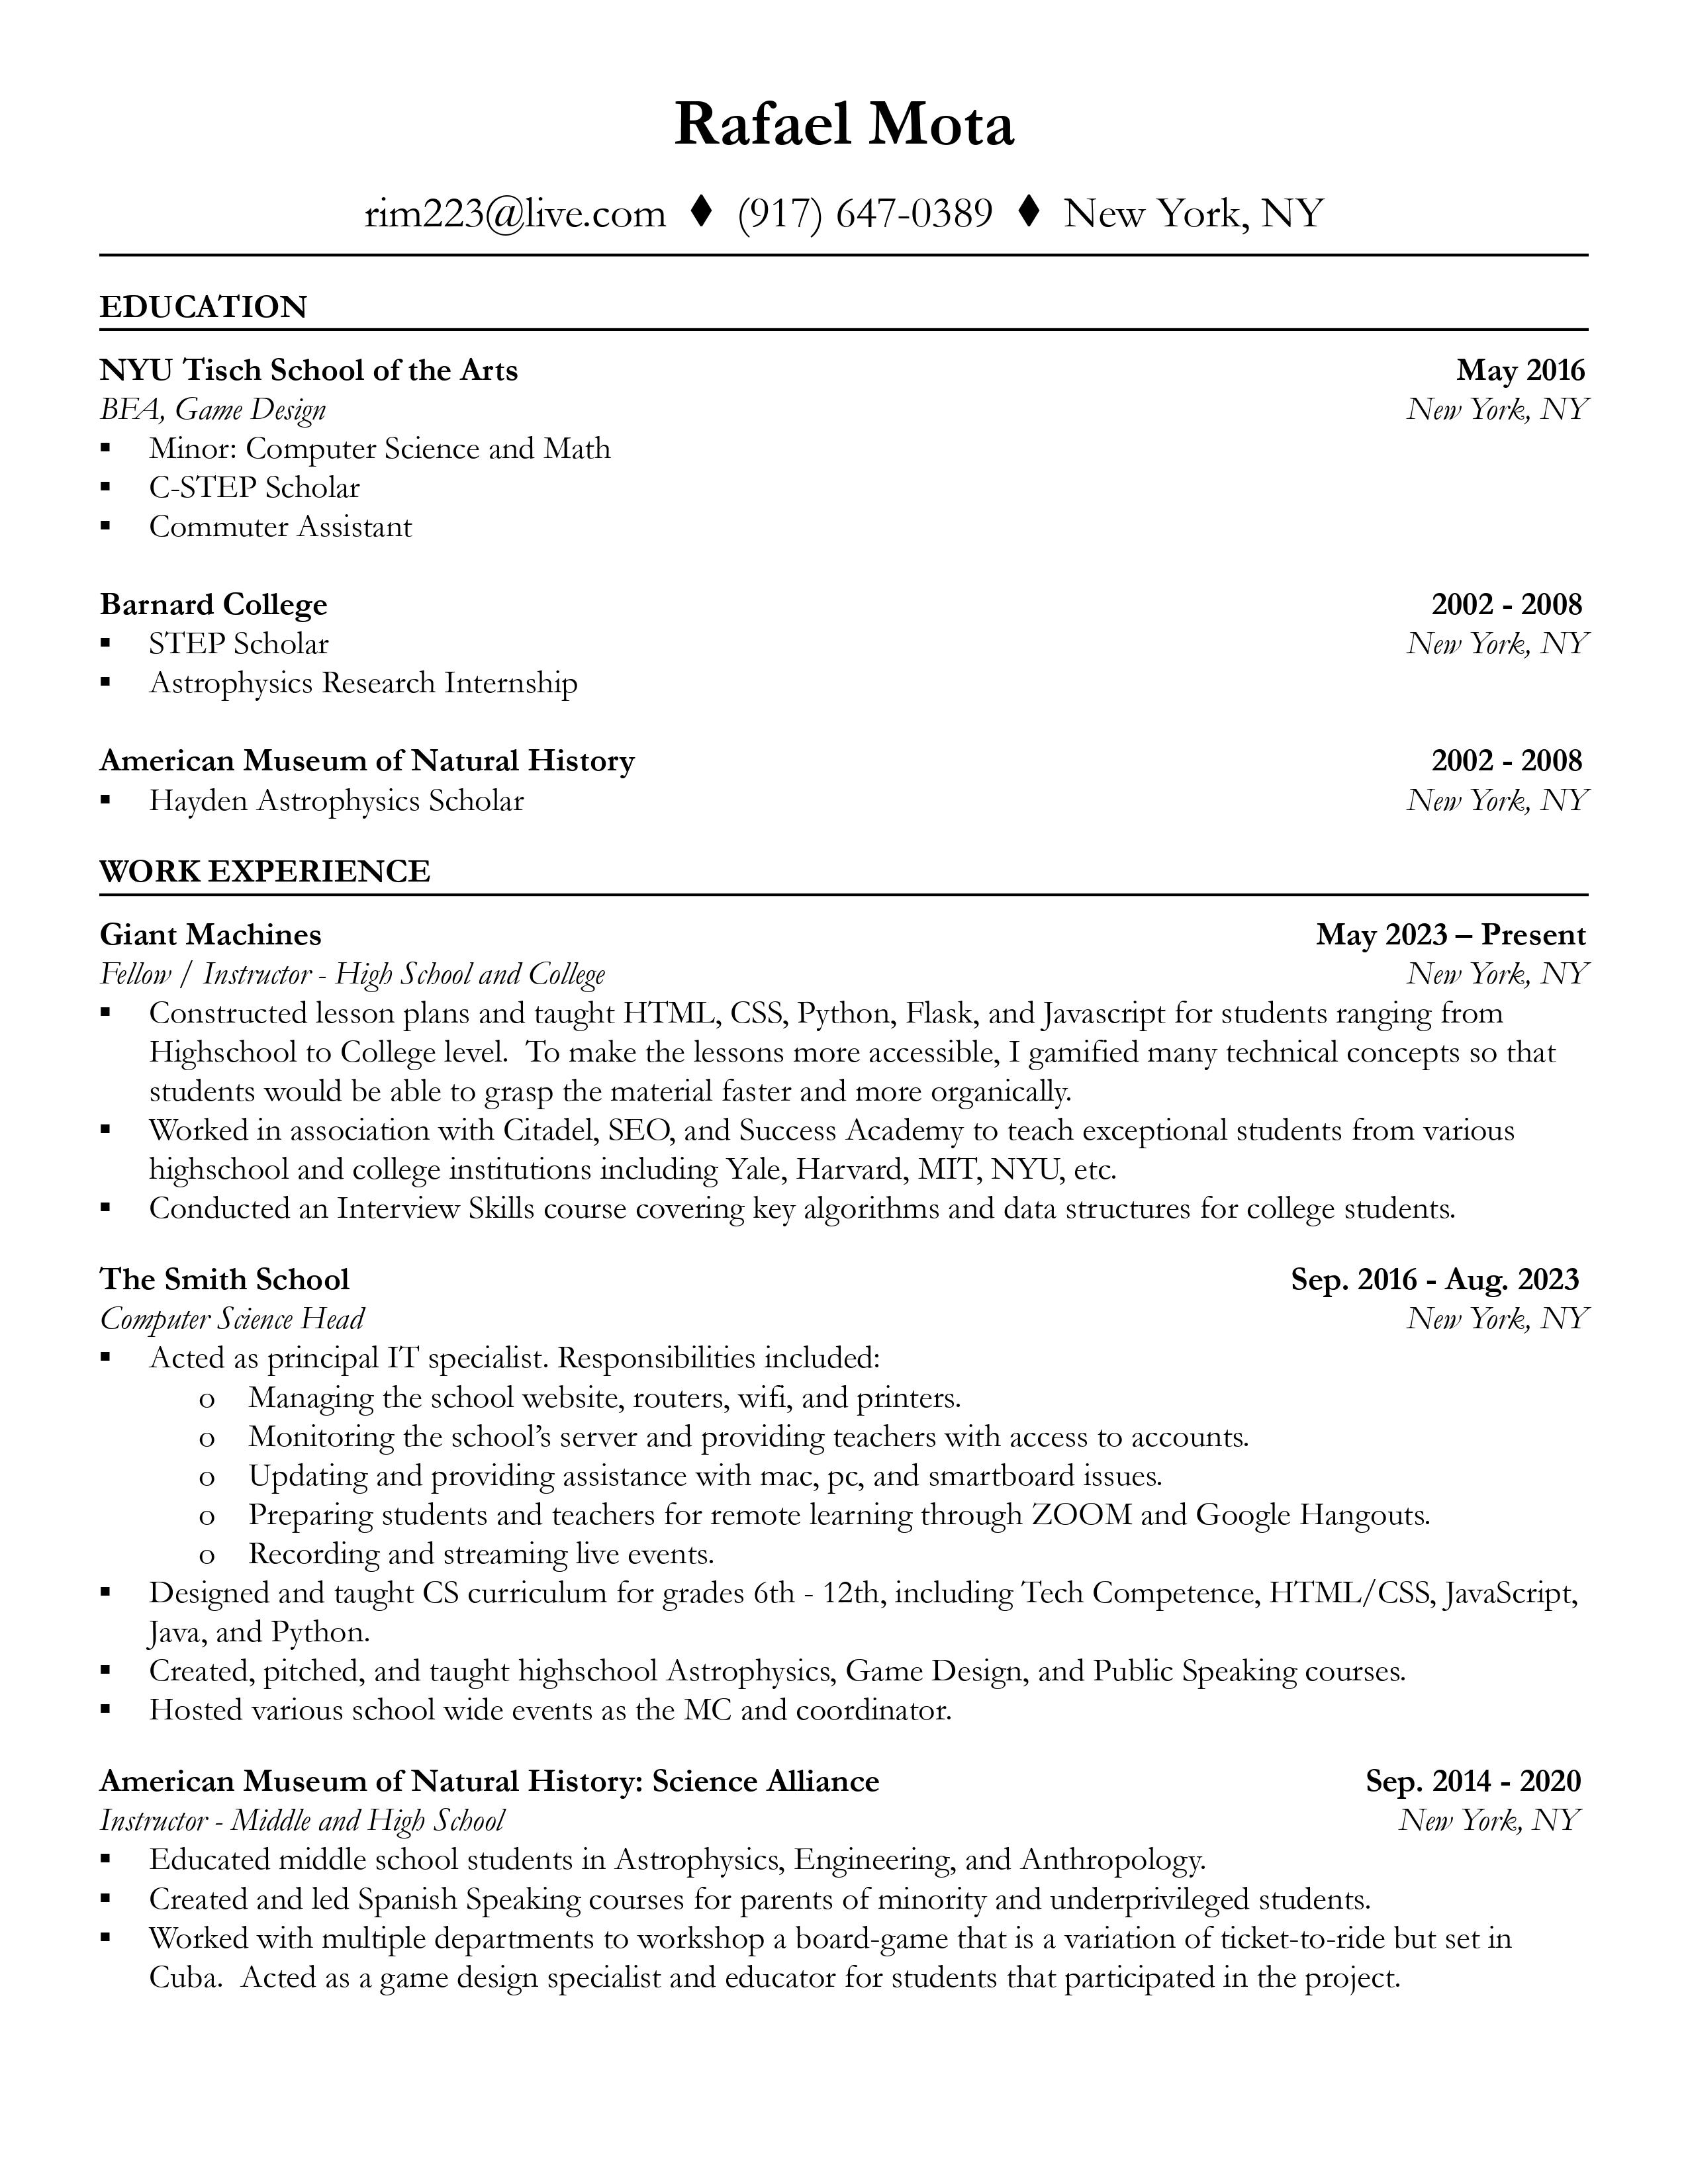 Rafael Mota
rim223@live.com ♦ (917) 647-0389 ♦ New York, NY
EDUCATION
NYU Tisch School of the Arts May 2016
BFA, Game Design New York, NY
▪ Minor: Computer Science and Math
▪ C-STEP Scholar
▪ Commuter Assistant
Barnard College 2002 - 2008
▪ STEP Scholar New York, NY
▪ Astrophysics Research Internship
American Museum of Natural History 2002 - 2008
▪ Hayden Astrophysics Scholar New York, NY
WORK EXPERIENCE
Giant Machines May 2023 – Present
Fellow / Instructor - High School and College New York, NY
▪ Constructed lesson plans and taught HTML, CSS, Python, Flask, and Javascript for students ranging from
Highschool to College level.  To make the lessons more accessible, I gamified many technical concepts so that
students would be able to grasp the material faster and more organically.
▪ Worked in association with Citadel, SEO, and Success Academy to teach exceptional students from various
highschool and college institutions including Yale, Harvard, MIT, NYU, etc.
▪ Conducted an Interview Skills course covering key algorithms and data structures for college students.
The Smith School Sep. 2016 - Aug. 2023
Computer Science Head New York, NY
▪ Acted as principal IT specialist. Responsibilities included:
o Managing the school website, routers, wifi, and printers.
o Monitoring the school’s server and providing teachers with access to accounts.
o Updating and providing assistance with mac, pc, and smartboard issues.
o Preparing students and teachers for remote learning through ZOOM and Google Hangouts.
o Recording and streaming live events.
▪ Designed and taught CS curriculum for grades 6th - 12th, including Tech Competence, HTML/CSS, JavaScript,
Java, and Python.
▪ Created, pitched, and taught highschool Astrophysics, Game Design, and Public Speaking courses.
▪ Hosted various school wide events as the MC and coordinator.
American Museum of Natural History: Science Alliance Sep. 2014 - 2020
Instructor - Middle and High School New York, NY
▪ Educated middle school students in Astrophysics, Engineering, and Anthropology.
▪ Created and led Spanish Speaking courses for parents of minority and underprivileged students.
▪ Worked with multiple departments to workshop a board-game that is a variation of ticket-to-ride but set in
Cuba.  Acted as a game design specialist and educator for students that participated in the project.